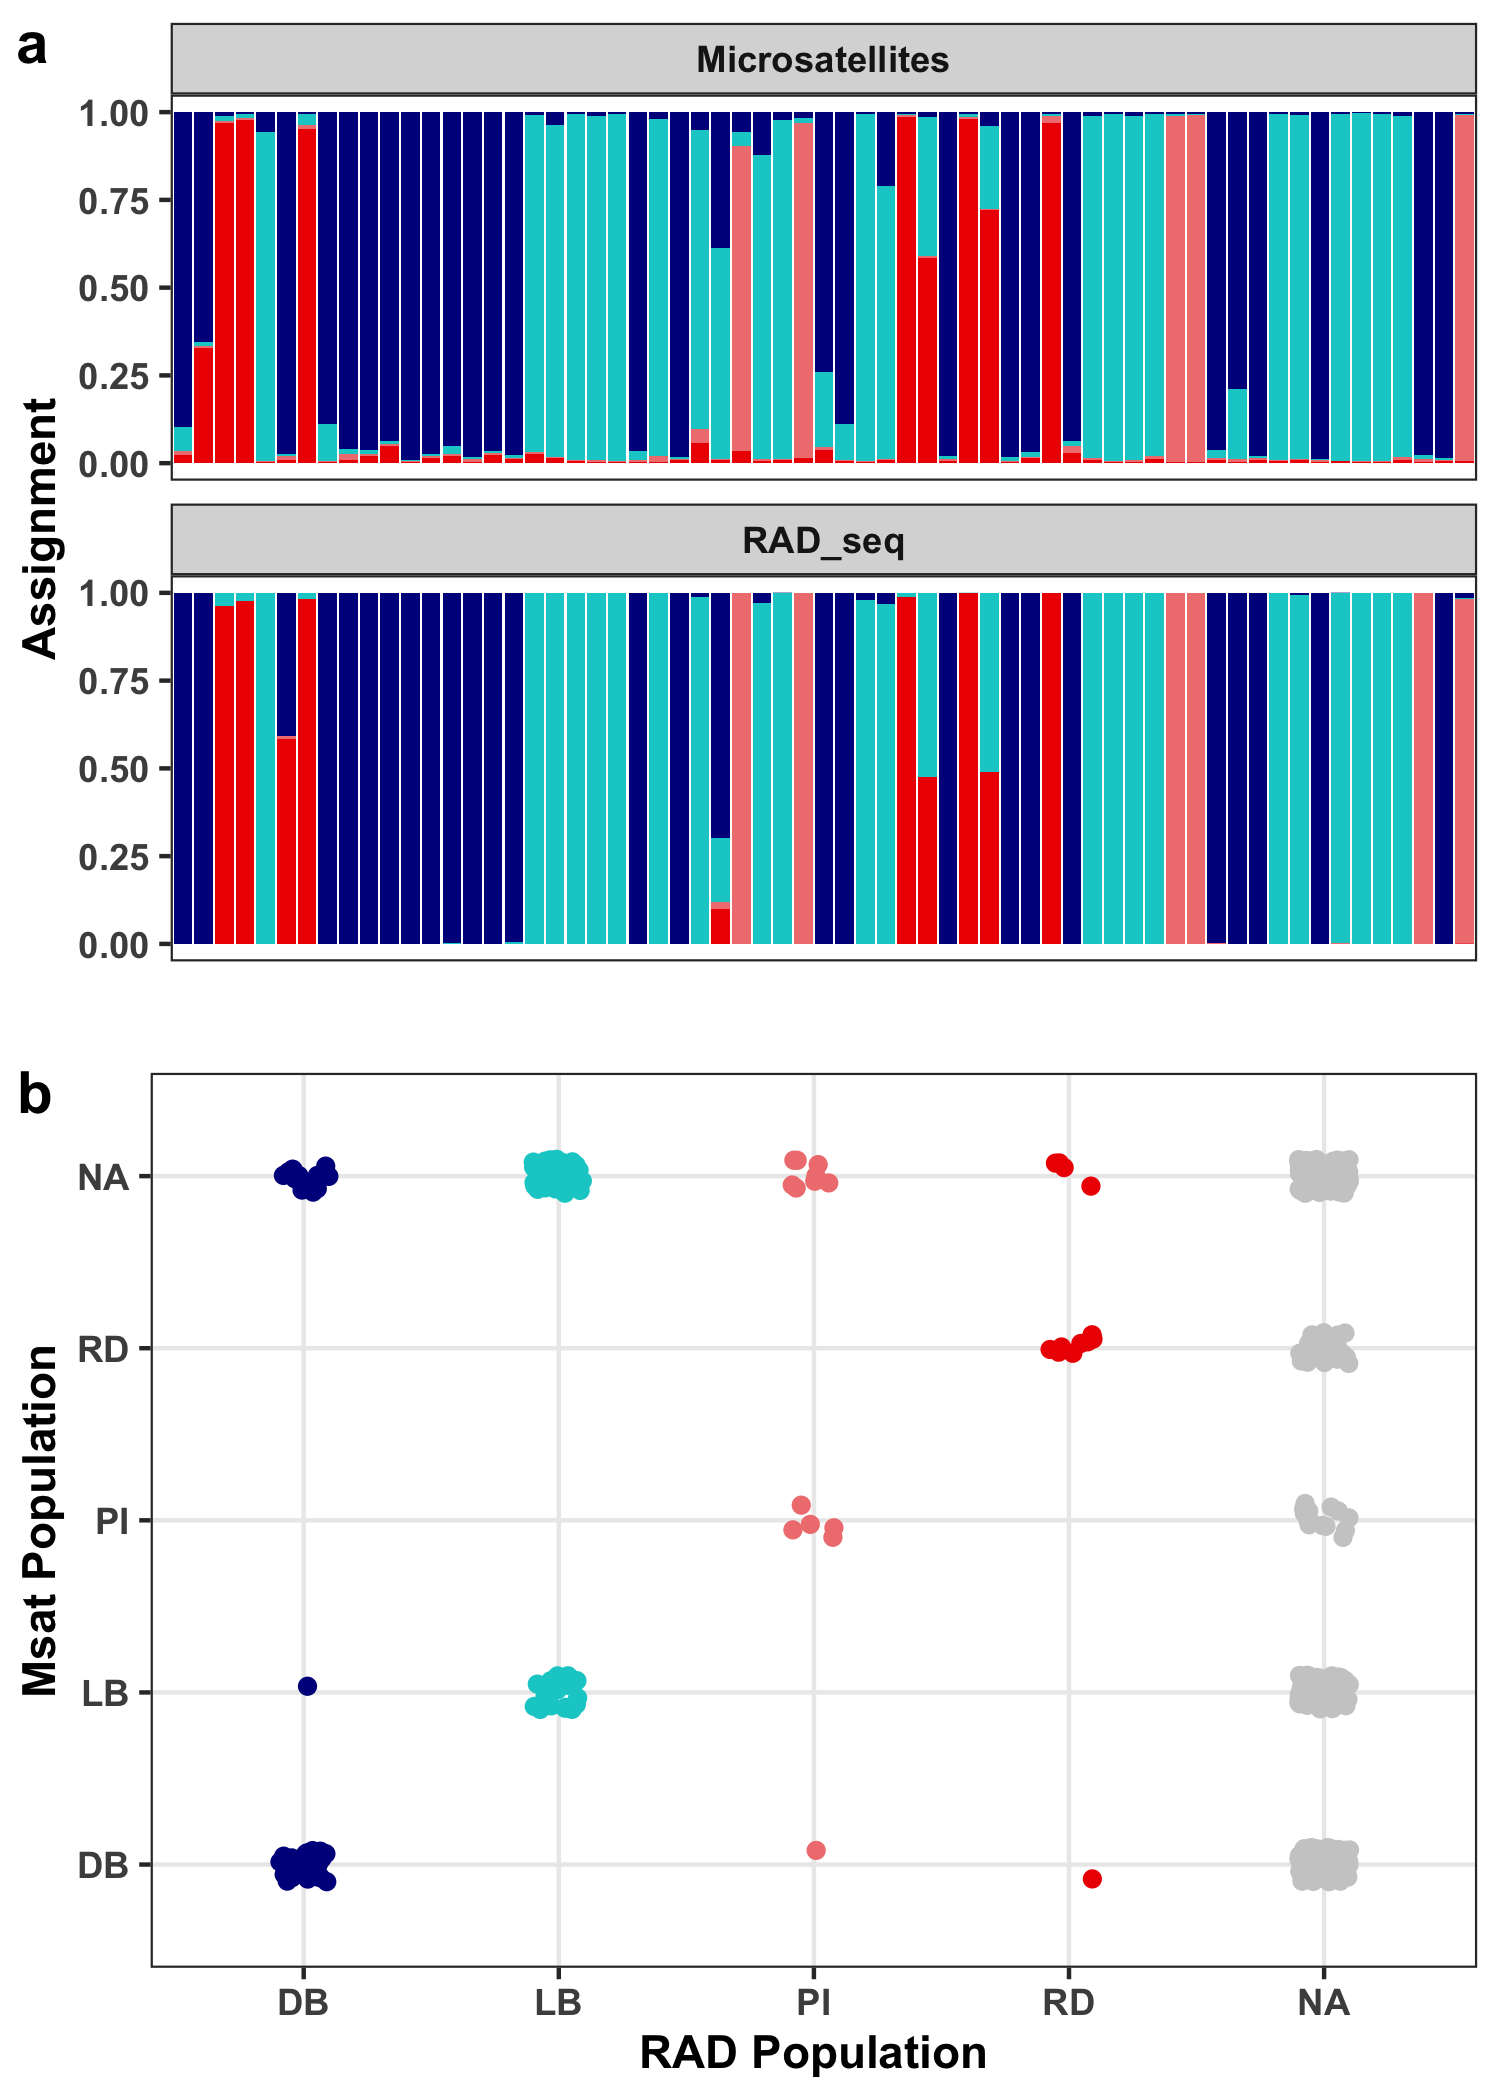 a
Microsatellites
1.00
0.75
0.50
0.25
0.00
RAD_seq
1.00
0.75
0.50
0.25
0.00
Assignment
b
NA
RD
PI
LB
DB
Msat Population
DB LB PI RD NA
RAD Population